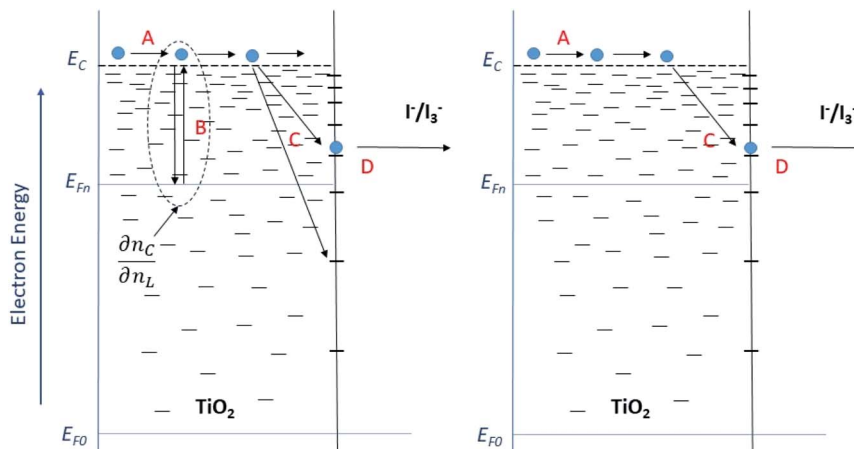 A
E_C
B
I⁻/I₃⁻
C
D
E_Fn
∂n_C
∂n_L
Electron Energy
TiO₂
E_F0
A
E_C
I⁻/I₃⁻
C
D
E_Fn
TiO₂
E_F0